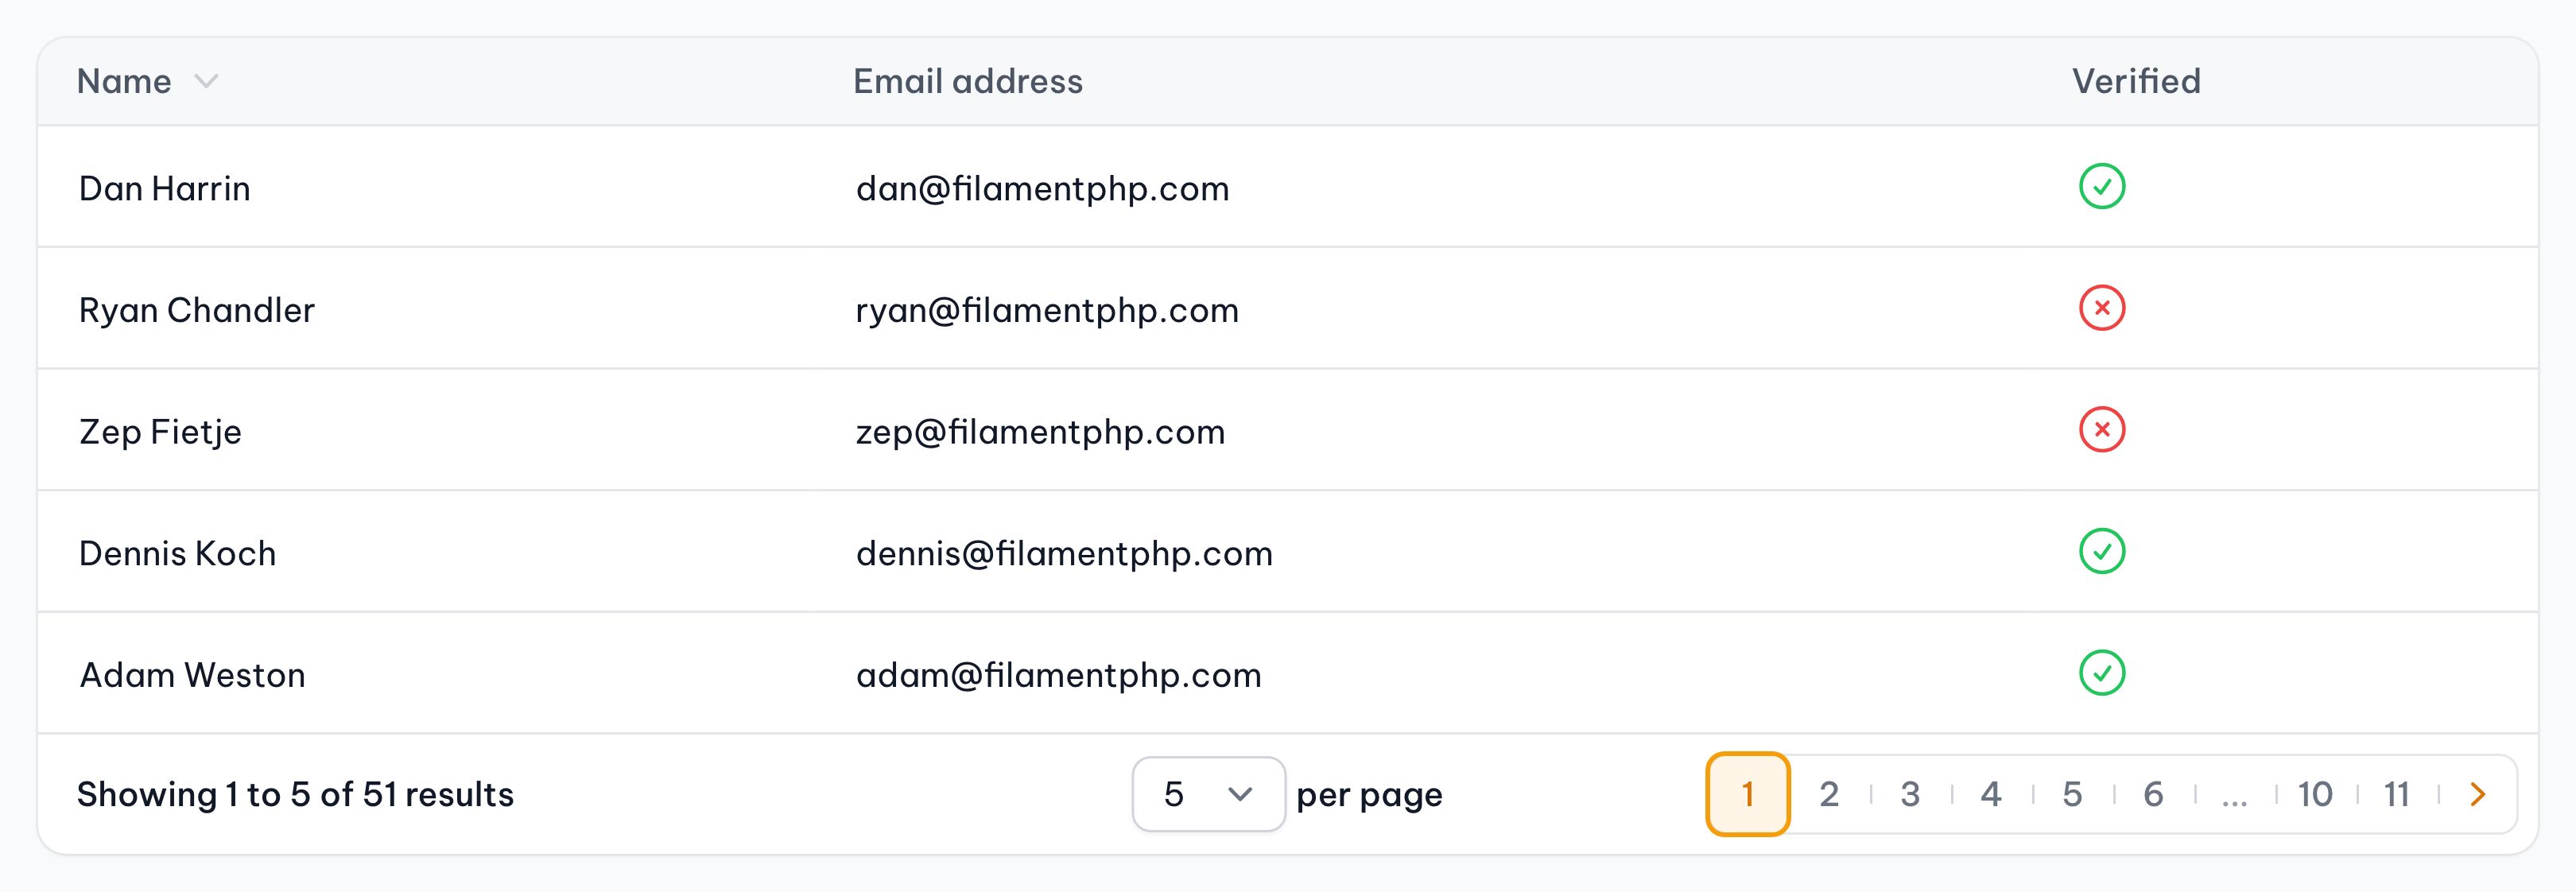 Name Email address Verified
Dan Harrin dan@filamentphp.com
Ryan Chandler ryan@filamentphp.com
Zep Fietje zep@filamentphp.com
Dennis Koch dennis@filamentphp.com
Adam Weston adam@filamentphp.com
Showing 1 to 5 of 51 results 5 per page 1 2 3 4 5 6 ... 10 11